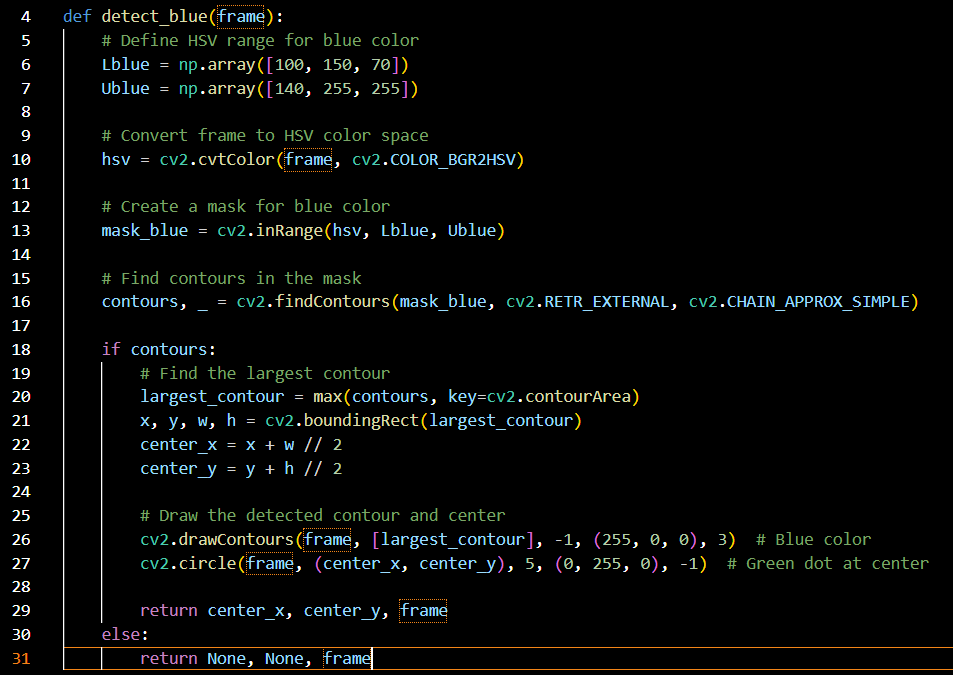 4 def detect_blue(frame):
5 # Define HSV range for blue color
6 Lblue = np.array([100, 150, 70])
7 Ublue = np.array([140, 255, 255])
8
9 # Convert frame to HSV color space
10 hsv = cv2.cvtColor(frame, cv2.COLOR_BGR2HSV)
11
12 # Create a mask for blue color
13 mask_blue = cv2.inRange(hsv, Lblue, Ublue)
14
15 # Find contours in the mask
16 contours, _ = cv2.findContours(mask_blue, cv2.RETR_EXTERNAL, cv2.CHAIN_APPROX_SIMPLE)
17
18 if contours:
19 # Find the largest contour
20 largest_contour = max(contours, key=cv2.contourArea)
21 x, y, w, h = cv2.boundingRect(largest_contour)
22 center_x = x + w // 2
23 center_y = y + h // 2
24
25 # Draw the detected contour and center
26 cv2.drawContours(frame, [largest_contour], -1, (255, 0, 0), 3)  # Blue color
27 cv2.circle(frame, (center_x, center_y), 5, (0, 255, 0), -1)  # Green dot at center
28
29 return center_x, center_y, frame
30 else:
31 return None, None, frame